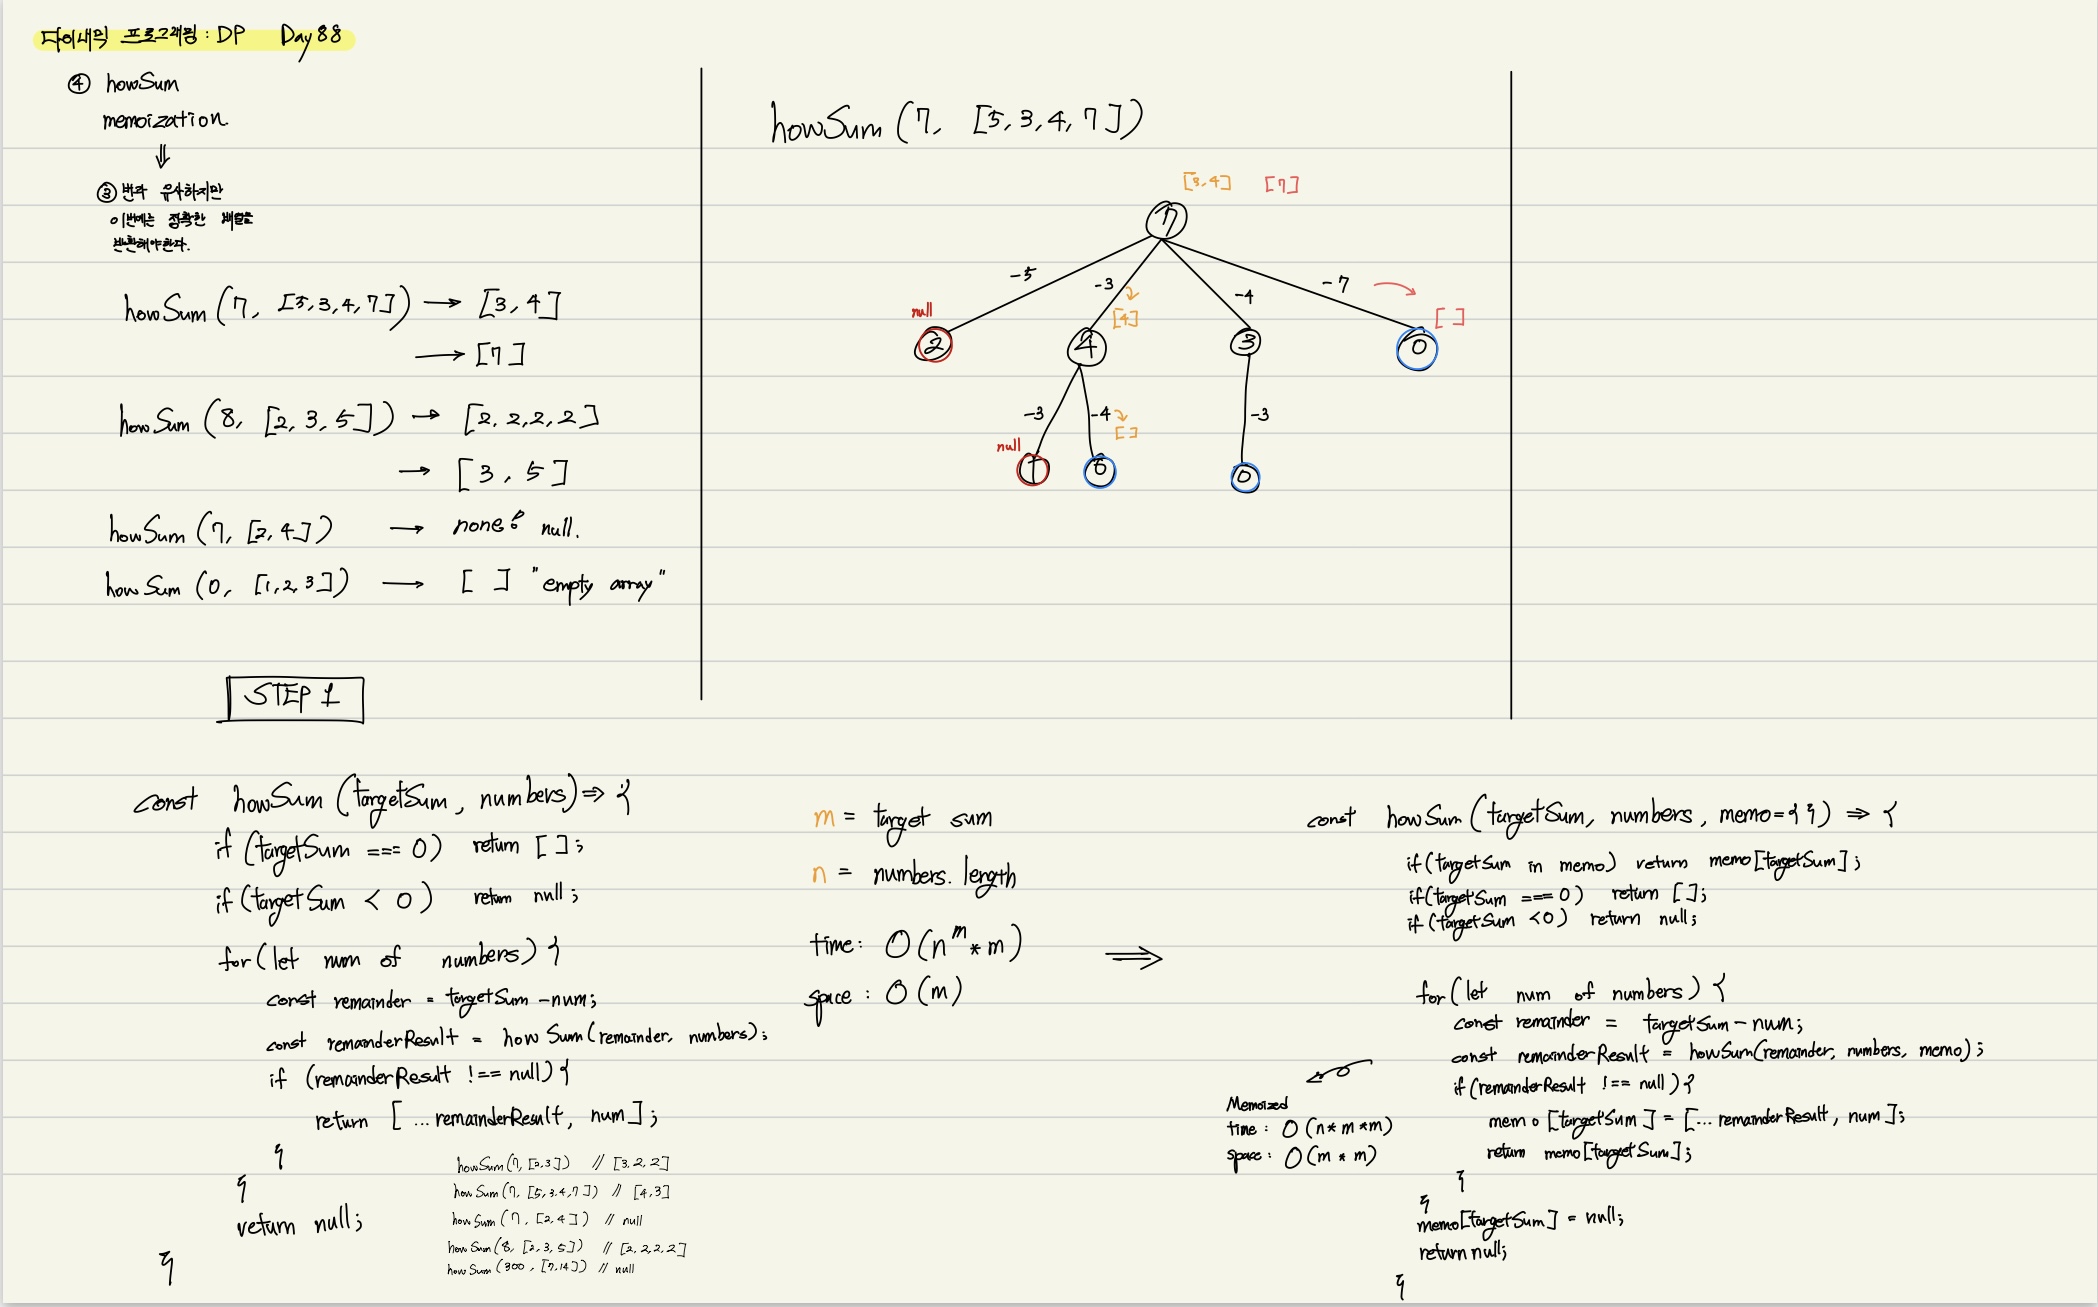 다이내믹 프로그래밍 : DP Day 88
④ howSum
memoization
⇓
③번과 유사하지만
이번에는 정확한 배열을
반환해야한다.
howSum (7, [5,3,4,7]) → [3,4]
→ [7]
howSum (8, [2,3,5]) → [2,2,2,2]
→ [3,5]
howSum (7, [2,4]) → none? null.
howSum (0, [1,2,3]) → [ ] "empty array"
howSum (7, [5,3,4,7])
[3,4] [7]
7
-5 -3 -4 -7
null [4] [ ]
2 4 3 0
-3 -4 -3
[ ]
null
1 0 0
STEP 1
const howSum (targetSum, numbers) => {
if (targetSum === 0) return [ ];
if (targetSum < 0) return null;
for (let num of numbers) {
const remainder = targetSum - num;
const remainderResult = howSum (remainder, numbers);
if (remainderResult !== null) {
return [ ... remainderResult, num ];
}
}
return null;
}
howSum (7, [2,3]) // [3,2,2]
howSum (7, [5,3,4,7]) // [4,3]
howSum (7, [2,4]) // null
howSum (8, [2,3,5]) // [2,2,2,2]
howSum (300, [7,14]) // null
m = target sum
n = numbers.length
time : O(n^m * m)
space : O(m)
⇒
const howSum (targetSum, numbers, memo={}) => {
if (targetSum in memo) return memo[targetSum];
if (targetSum === 0) return [ ];
if (targetSum < 0) return null;
for (let num of numbers) {
const remainder = targetSum - num;
const remainderResult = howSum(remainder, numbers, memo);
if (remainderResult !== null) {
memo [targetSum] = [... remainderResult, num];
return memo[targetSum];
}
}
memo[targetSum] = null;
return null;
}
Memoized
time : O(n*m*m)
space : O(m*m)